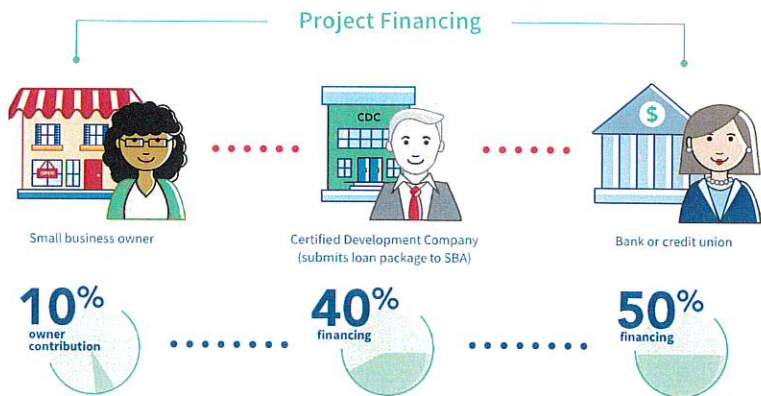 Project Financing
OPEN
CDC
$
Small business owner
Certified Development Company
(submits loan package to SBA)
Bank or credit union
10%
owner
contribution
40%
financing
50%
financing